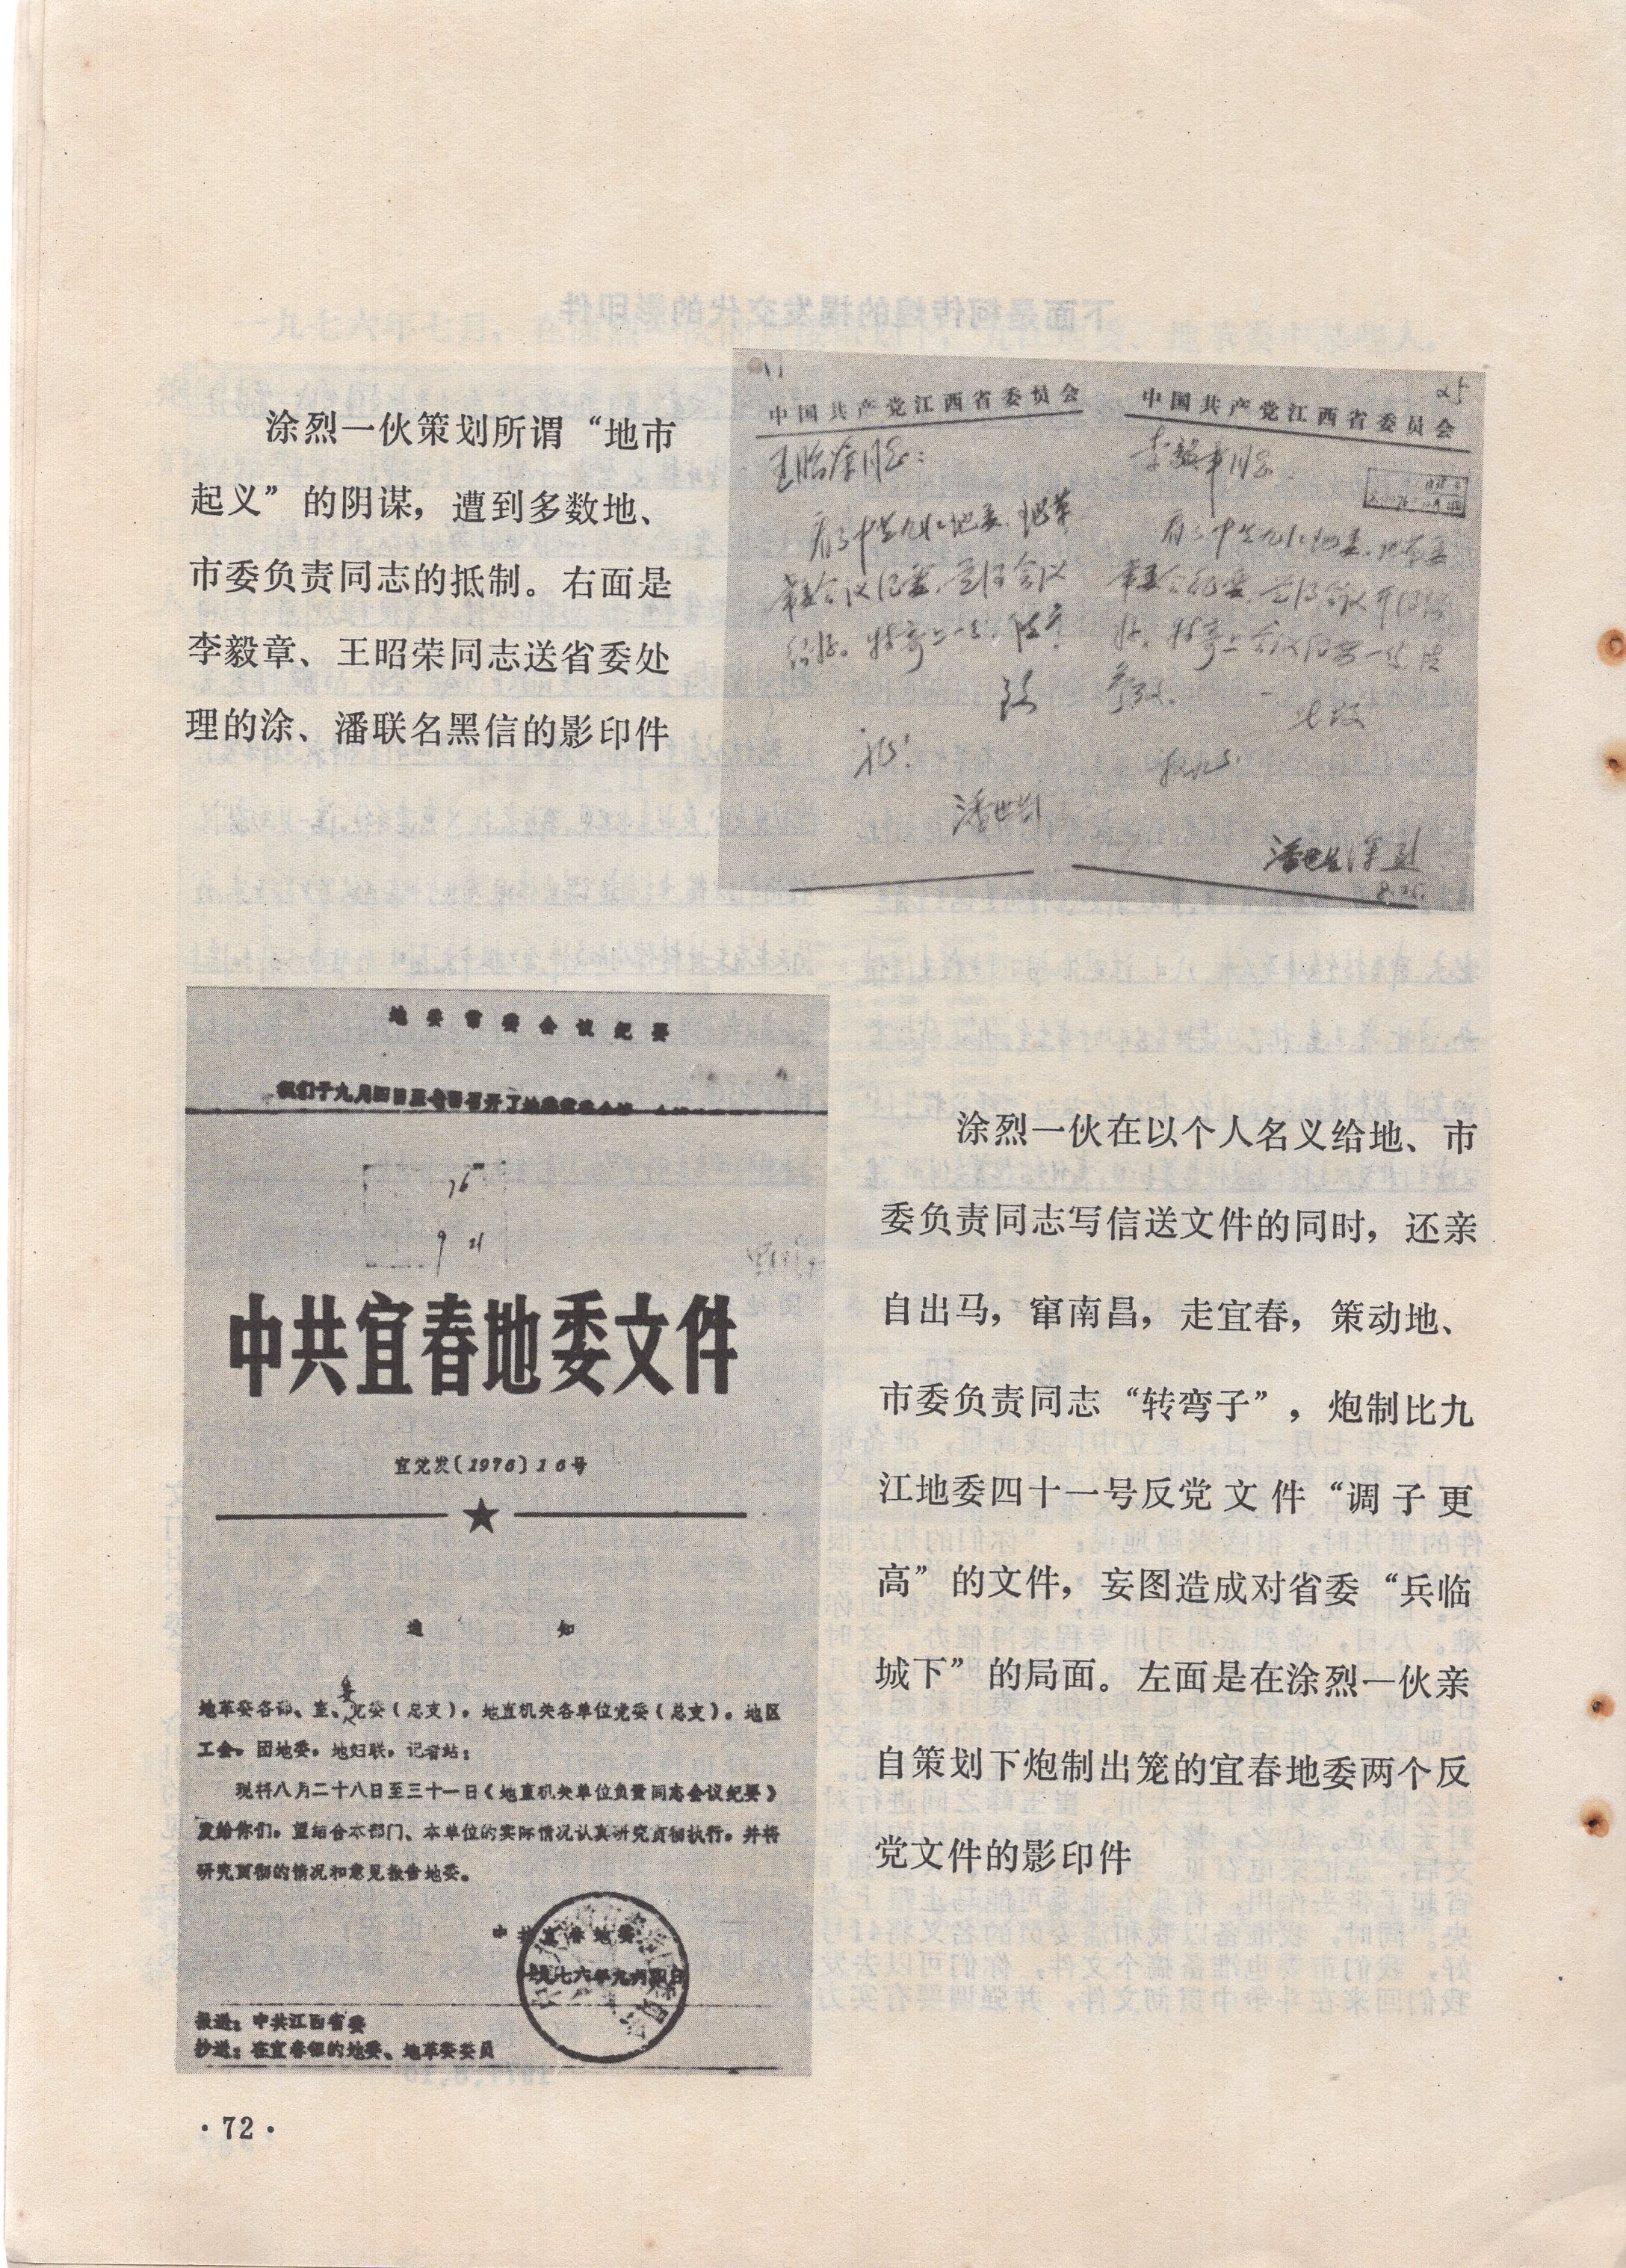 涂烈一伙策划所谓“地市
起义”的阴谋，遭到多数地、
市委负责同志的抵制。右面是
李毅章、王昭荣同志送省委处
理的涂、潘联名黑信的影印件
中国共产党江西省委员会
王昭荣同志：
中国共产党江西省委员会
李毅章同志：
地委常委会议纪要
中共宜春地委文件
宜党发〔1976〕16号
通知
地革委各部、室、党委（总支），地直机关各单位党委（总支），地区
工会，团地委，地妇联，记者站：
现将八月二十八日至三十一日《地直机关单位负责同志会议纪要》
发给你们，望结合本部门、本单位的实际情况认真研究贯彻执行，并将
研究贯彻的情况和意见报告地委。
中共宜春地委
一九七六年九月四日
报送：中共江西省委
抄送：在宜春的地委、地革委委员
涂烈一伙在以个人名义给地、市
委负责同志写信送文件的同时，还亲
自出马，窜南昌，走宜春，策动地、
市委负责同志“转弯子”，炮制比九
江地委四十一号反党文件“调子更
高”的文件，妄图造成对省委“兵临
城下”的局面。左面是在涂烈一伙亲
自策划下炮制出笼的宜春地委两个反
党文件的影印件
·72·